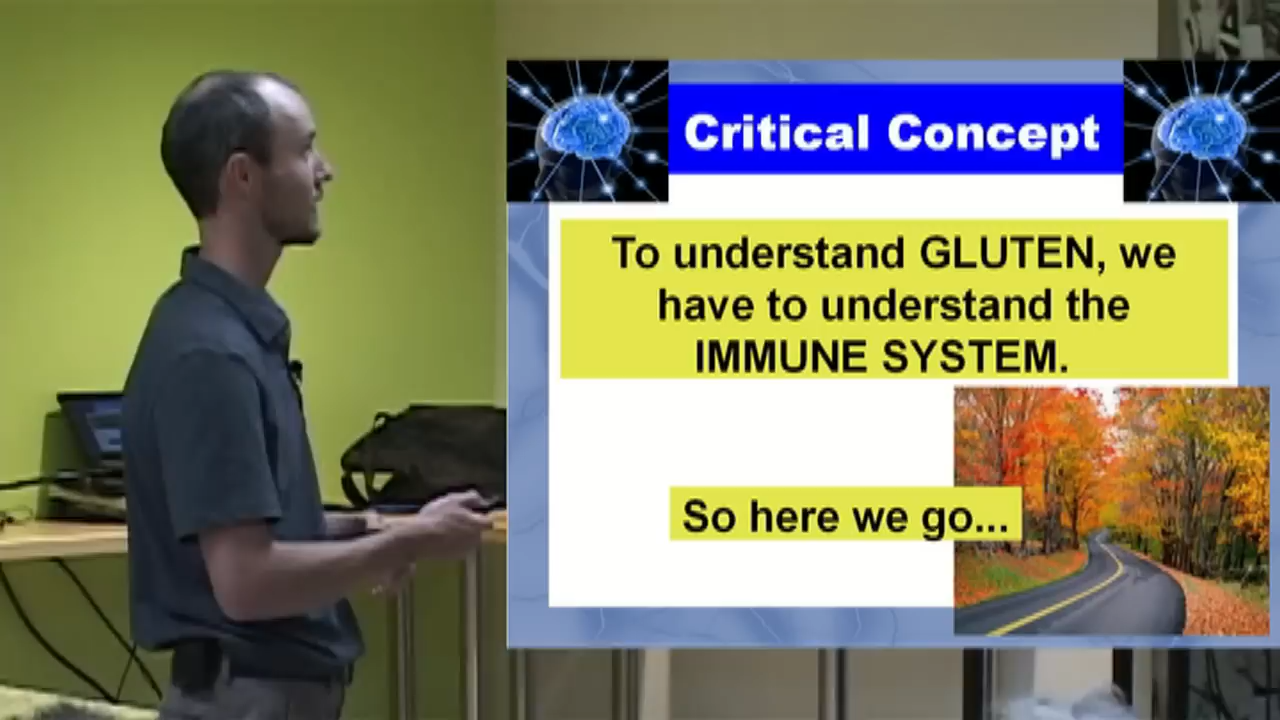 Critical Concept
To understand GLUTEN, we
have to understand the
IMMUNE SYSTEM.
So here we go...